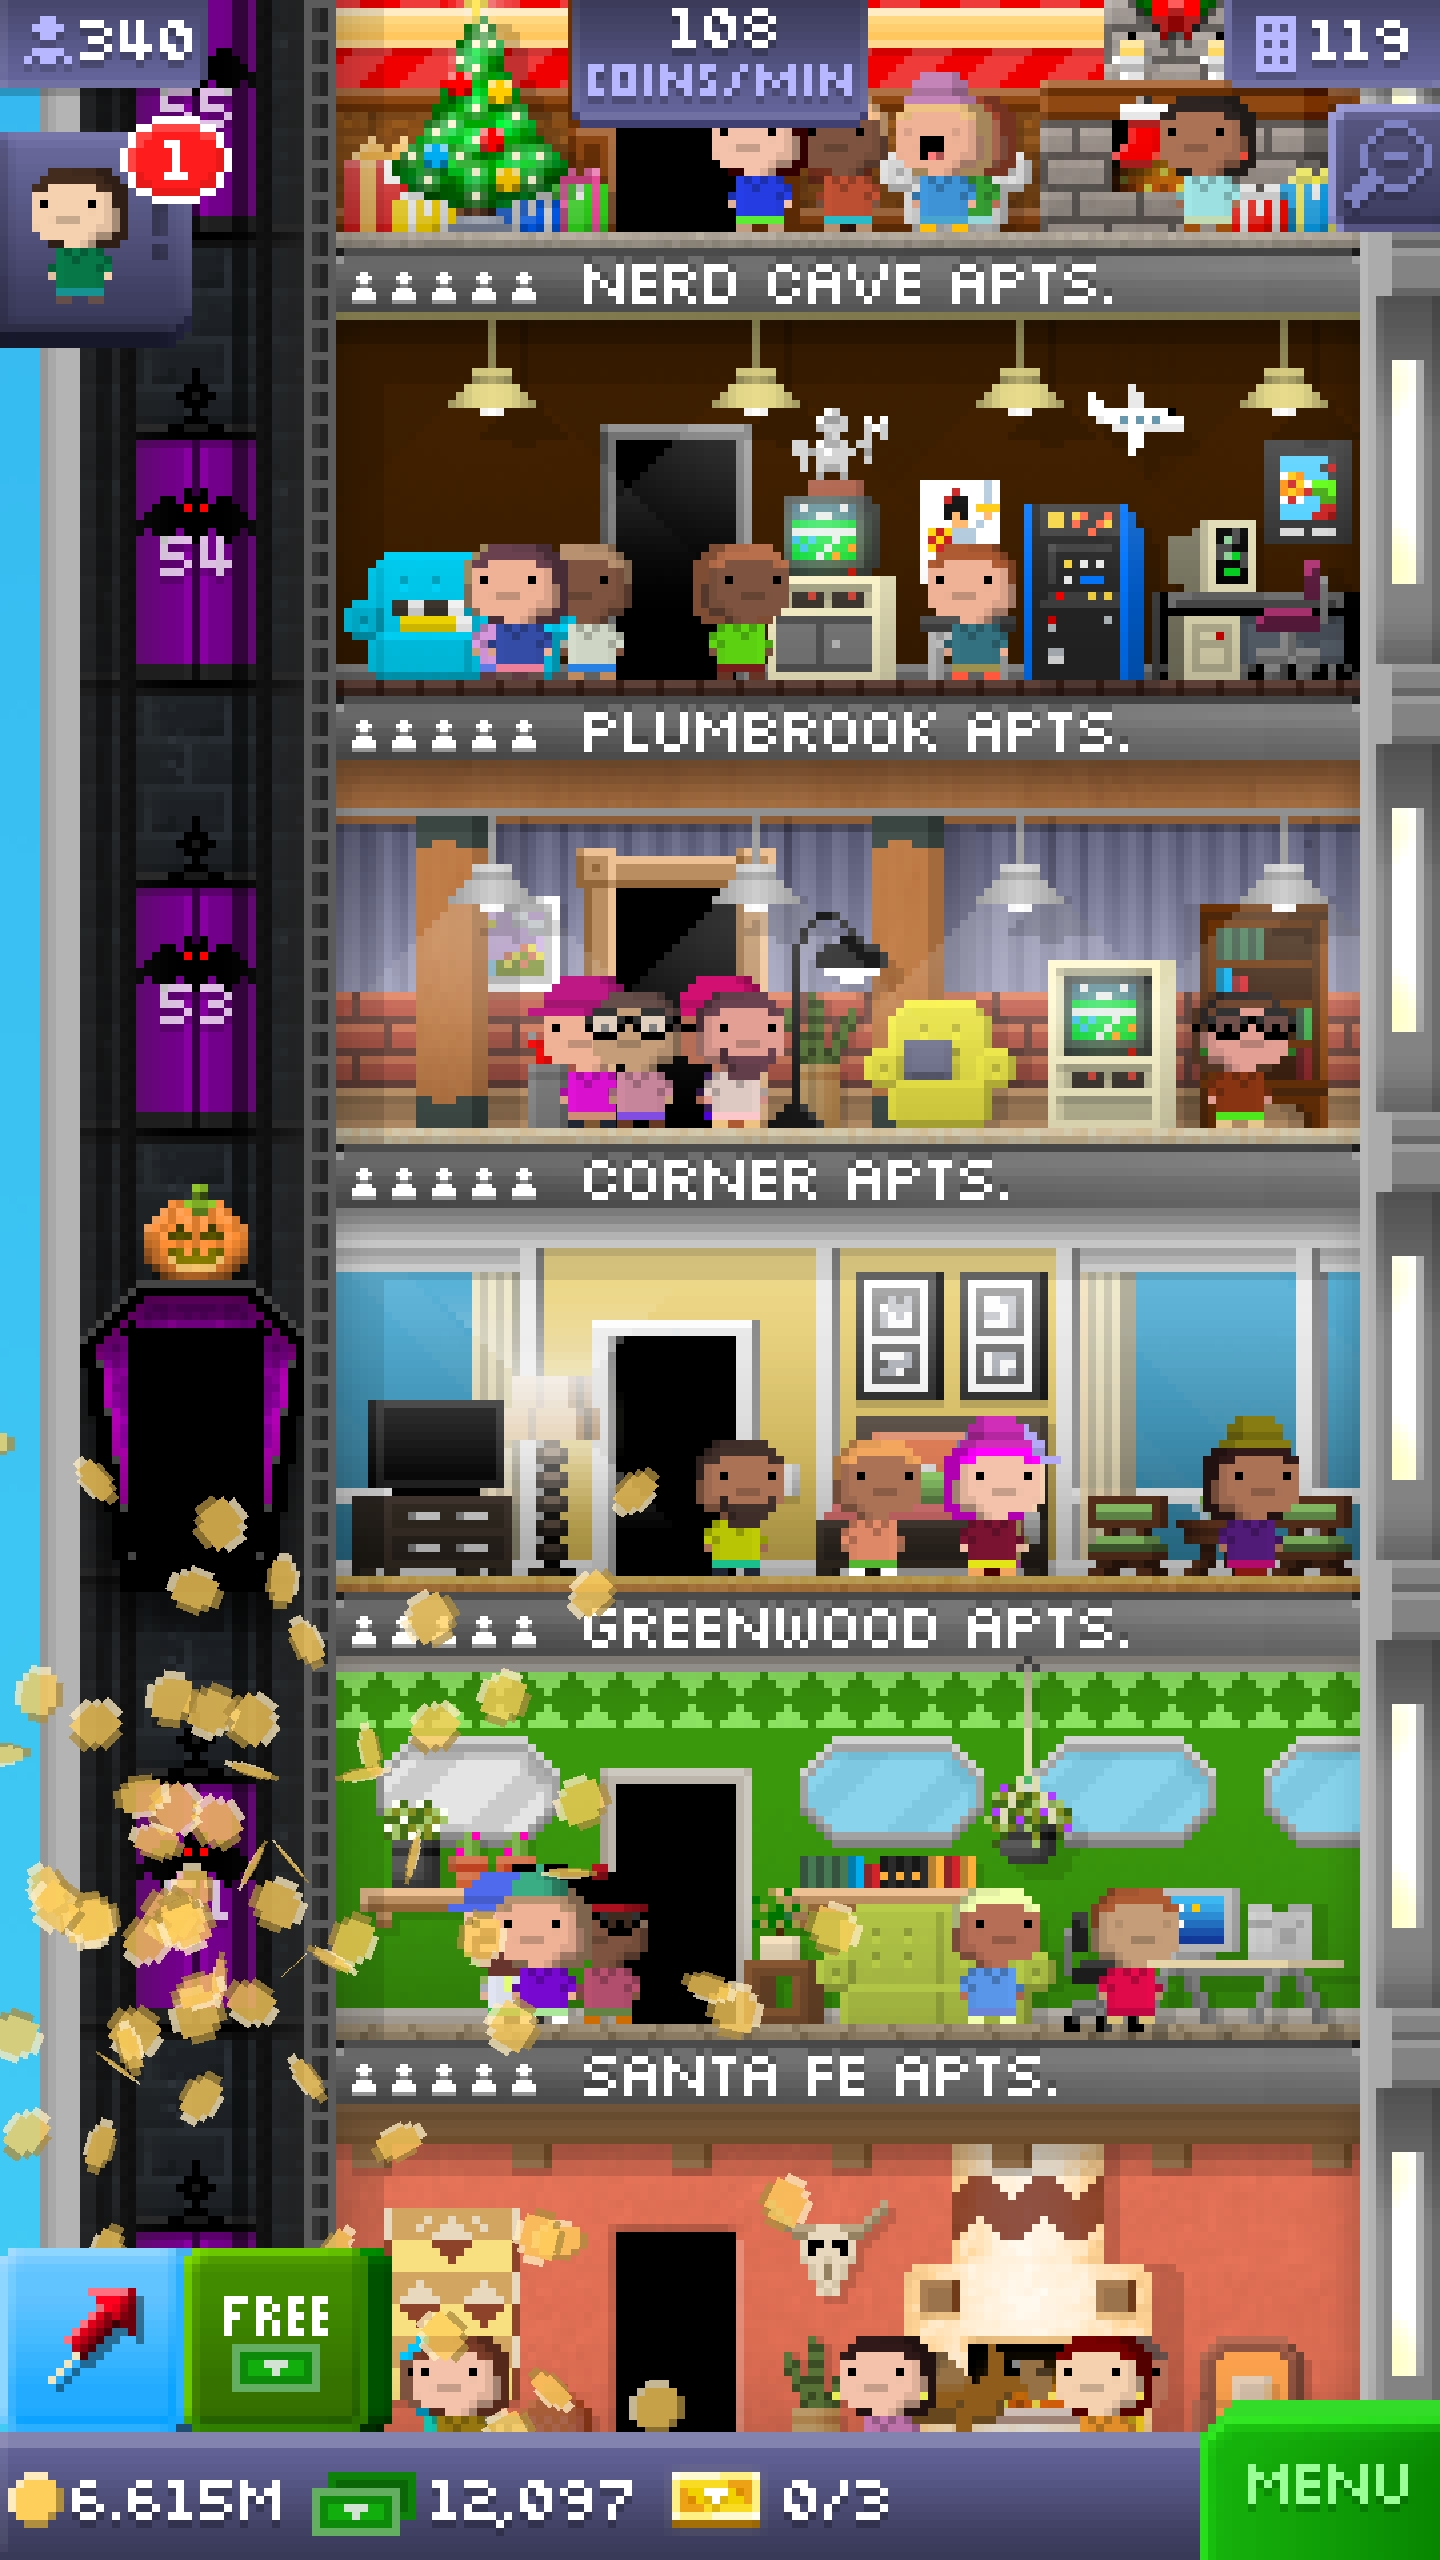 340
108
COINS/MIN
119
55
1
NERD CAVE APTS.
54
PLUMBROOK APTS.
53
CORNER APTS.
GREENWOOD APTS.
SANTA FE APTS.
FREE
6.615M
12,097
0/3
MENU